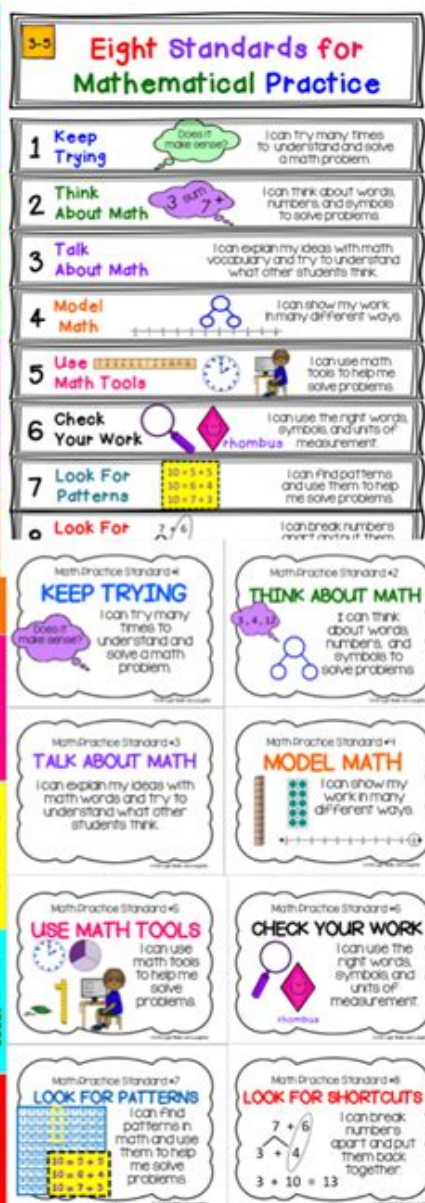 3-5
Eight Standards for
Mathematical Practice
1 Keep
Trying
Does it
make sense?
I can try many times
to understand and solve
a math problem.
2 Think
About Math
3 sum
7 +
I can think about words,
numbers, and symbols
to solve problems.
3 Talk
About Math
I can explain my ideas with math
vocabulary and try to understand
what other students think.
4 Model
Math
I can show my work
in many different ways.
5 Use
Math Tools
I can use math
tools to help me
solve problems.
6 Check
Your Work
rhombus
I can use the right words,
symbols, and units of
measurement.
7 Look For
Patterns
10 = 5 + 5
10 = 6 + 4
10 = 7 + 3
I can find patterns
and use them to help
me solve problems.
8 Look For
7 + 6
I can break numbers
apart and put them
Math Practice Standard #1
KEEP TRYING
Does it
make sense?
I can try many
times to
understand and
solve a math
problem.
Math Practice Standard #2
THINK ABOUT MATH
3, 4, 12
I can think
about words,
numbers, and
symbols to
solve problems.
Math Practice Standard #3
TALK ABOUT MATH
I can explain my ideas with
math words and try to
understand what other
students think.
Math Practice Standard #4
MODEL MATH
I can show my
work in many
different ways.
Math Practice Standard #5
USE MATH TOOLS
I can use
math tools
to help me
solve
problems.
Math Practice Standard #6
CHECK YOUR WORK
I can use the
right words,
symbols, and
units of
measurement.
rhombus
Math Practice Standard #7
LOOK FOR PATTERNS
I can find
patterns in
math and use
them to help
me solve
problems.
10 = 5 + 5
10 = 6 + 4
10 = 7 + 3
Math Practice Standard #8
LOOK FOR SHORTCUTS
7 + 6
3 + 4
3 + 10 = 13
I can break
numbers
apart and put
them back
together.